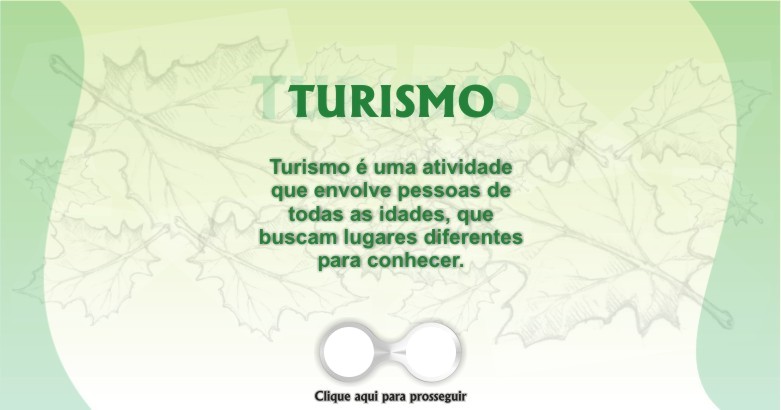 TURISMO
Turismo é uma atividade
que envolve pessoas de
todas as idades, que
buscam lugares diferentes
para conhecer.
Clique aqui para prosseguir